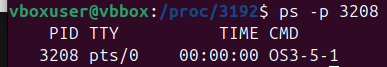 vboxuser@vbbox:/proc/3192$ ps -p 3208
PID TTY TIME CMD
3208 pts/0 00:00:00 OS3-5-1